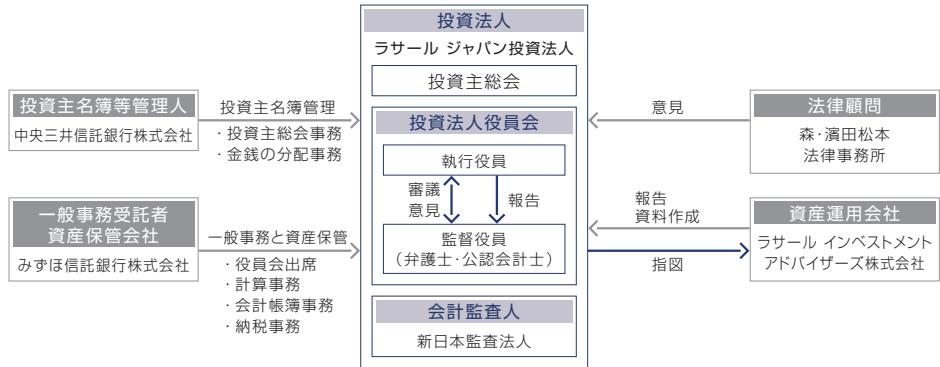 投資法人
ラサール ジャパン投資法人
投資主総会
投資主名簿等管理人
中央三井信託銀行株式会社
投資主名簿管理
・投資主総会事務
・金銭の分配事務
投資法人役員会
執行役員
審議
意見
報告
監督役員
（弁護士・公認会計士）
意見
法律顧問
森・濱田松本
法律事務所
一般事務受託者
資産保管会社
みずほ信託銀行株式会社
一般事務と資産保管
・役員会出席
・計算事務
・会計帳簿事務
・納税事務
報告
資料作成
指図
資産運用会社
ラサール インベストメント
アドバイザーズ株式会社
会計監査人
新日本監査法人